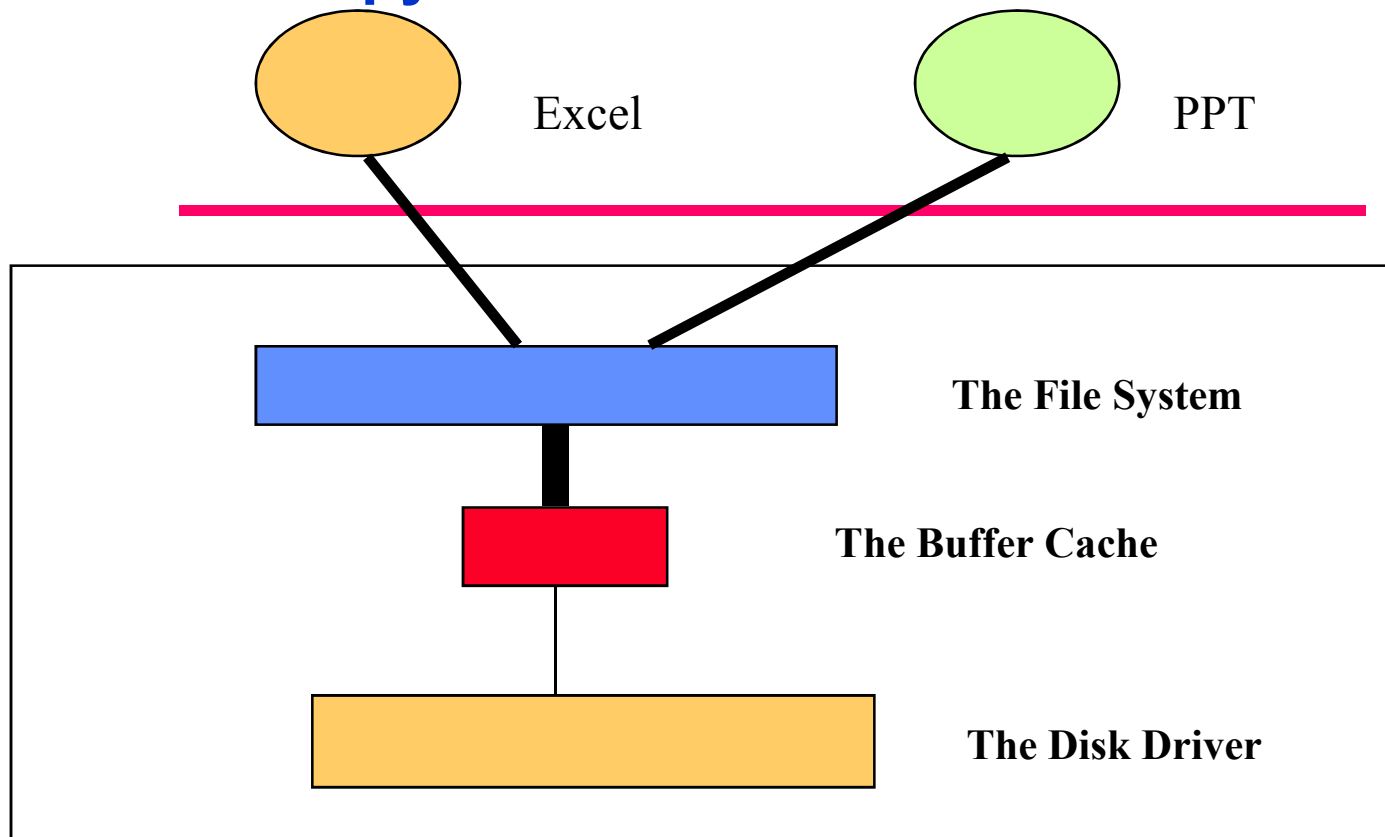 Excel
PPT
The File System
The Buffer Cache
The Disk Driver